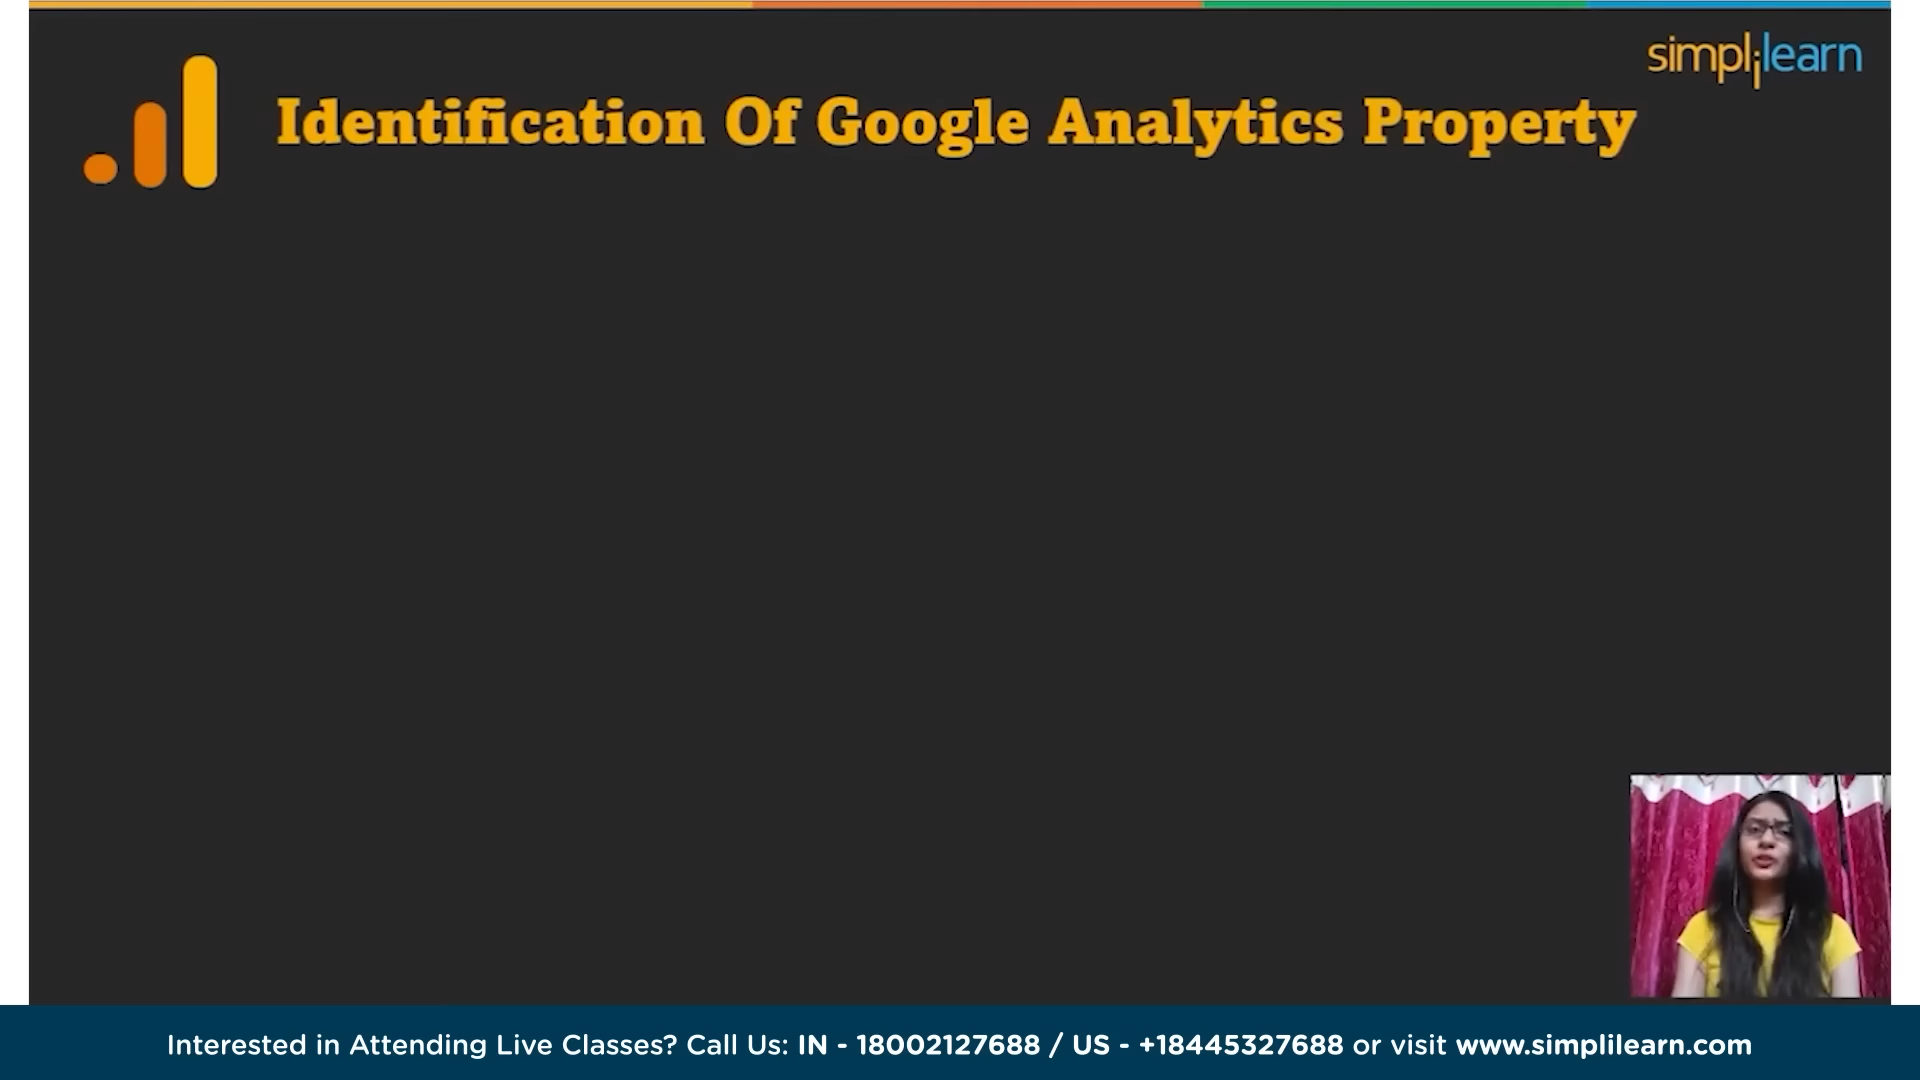 simplilearn
Identification Of Google Analytics Property
Interested in Attending Live Classes? Call Us: IN - 18002127688 / US - +18445327688 or visit www.simplilearn.com